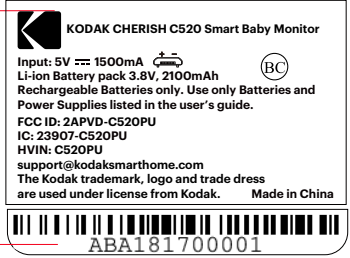 KODAK CHERISH C520 Smart Baby Monitor
Input: 5V ⎓ 1500mA
BC
Li-ion Battery pack 3.8V, 2100mAh
Rechargeable Batteries only. Use only Batteries and
Power Supplies listed in the user's guide.
FCC ID: 2APVD-C520PU
IC: 23907-C520PU
HVIN: C520PU
support@kodaksmarthome.com
The Kodak trademark, logo and trade dress
are used under license from Kodak. Made in China
ABA181700001